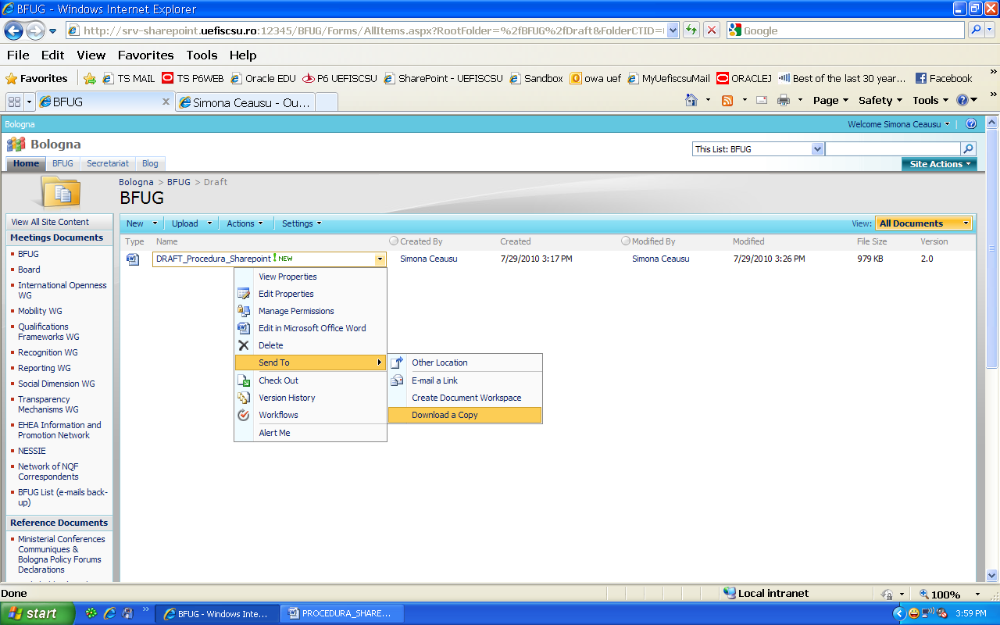 BFUG - Windows Internet Explorer
http://srv-sharepoint.uefiscsu.ro:12345/BFUG/Forms/AllItems.aspx?RootFolder=%2fBFUG%2fDraft&FolderCTID=
Google
File Edit View Favorites Tools Help
Favorites TS MAIL TS P6WEB Oracle EDU P6 UEFISCSU SharePoint - UEFISCSU Sandbox owa uef MyUefiscsuMail ORACLEJ Best of the last 30 year... Facebook »
BFUG Simona Ceausu - Ou... Page Safety Tools »
Bologna Welcome Simona Ceausu
Bologna
This List: BFUG
Home BFUG Secretariat Blog
Site Actions
Bologna > BFUG > Draft
BFUG
View All Site Content
New Upload Actions Settings View: All Documents
Meetings Documents
BFUG
Board
International Openness
WG
Mobility WG
Qualifications
Frameworks WG
Recognition WG
Reporting WG
Social Dimension WG
Transparency
Mechanisms WG
EHEA Information and
Promotion Network
NESSIE
Network of NQF
Correspondents
BFUG List (e-mails back-
up)
Reference Documents
Ministerial Conferences
Communiques &
Bologna Policy Forums
Declarations
Type Name Created By Created Modified By Modified File Size Version
DRAFT_Procedura_Sharepoint ! NEW Simona Ceausu 7/29/2010 3:17 PM Simona Ceausu 7/29/2010 3:26 PM 979 KB 2.0
View Properties
Edit Properties
Manage Permissions
Edit in Microsoft Office Word
Delete
Send To
Check Out
Version History
Workflows
Alert Me
Other Location
E-mail a Link
Create Document Workspace
Download a Copy
Done Local intranet 100%
start » BFUG - Windows Inte... PROCEDURA_SHARE... 3:59 PM